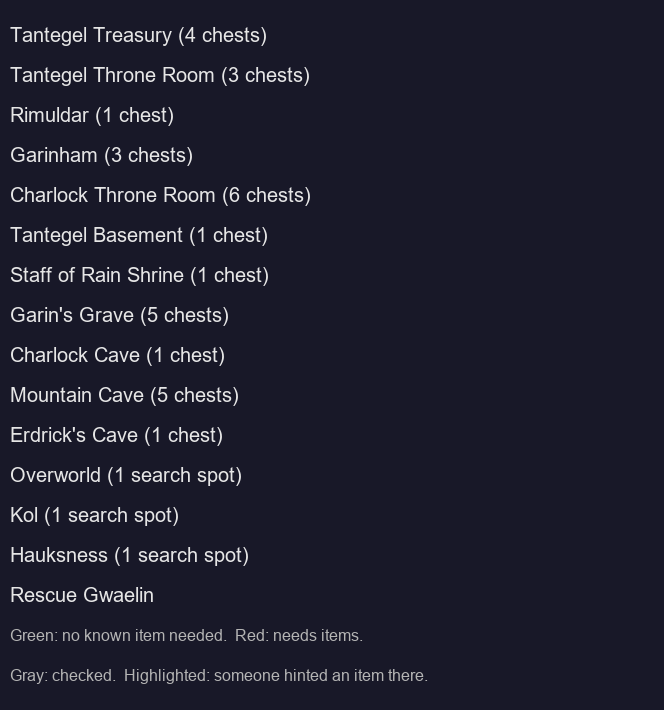 Tantegel Treasury (4 chests)
Tantegel Throne Room (3 chests)
Rimuldar (1 chest)
Garinham (3 chests)
Charlock Throne Room (6 chests)
Tantegel Basement (1 chest)
Staff of Rain Shrine (1 chest)
Garin's Grave (5 chests)
Charlock Cave (1 chest)
Mountain Cave (5 chests)
Erdrick's Cave (1 chest)
Overworld (1 search spot)
Kol (1 search spot)
Hauksness (1 search spot)
Rescue Gwaelin
Green: no known item needed.  Red: needs items.
Gray: checked.  Highlighted: someone hinted an item there.